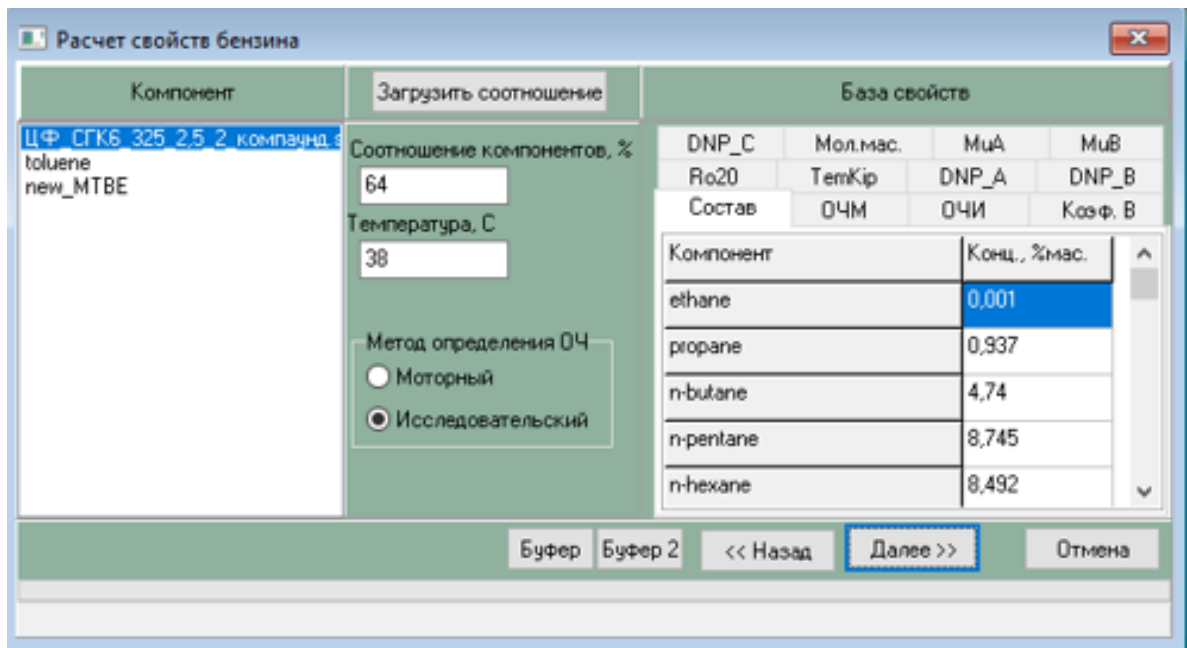 Расчет свойств бензина
Компонент
Загрузить соотношение
База свойств
ЦФ_СГК6_325_2,5_2_компаунд.s
toluene
new_MTBE
Соотношение компонентов, %
64
Температура, С
38
Метод определения ОЧ
Моторный
Исследовательский
DNP_C Мол.мас. MuA MuB
Ro20 TemKip DNP_A DNP_B
Состав ОЧМ ОЧИ Коэф. В
Компонент Конц., %мас.
ethane 0,001
propane 0,937
n-butane 4,74
n-pentane 8,745
n-hexane 8,492
Буфер Буфер 2 << Назад Далее >> Отмена